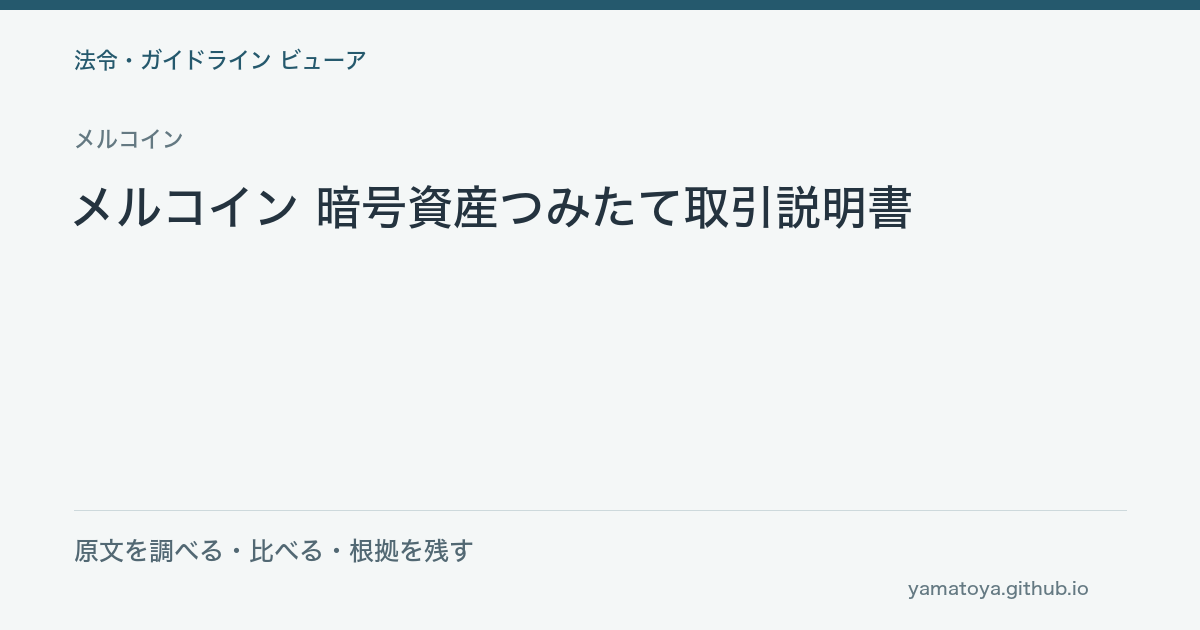 法令・ガイドライン ビューア
メルコイン
メルコイン 暗号資産つみたて取引説明書
原文を調べる・比べる・根拠を残す
yamatoya.github.io